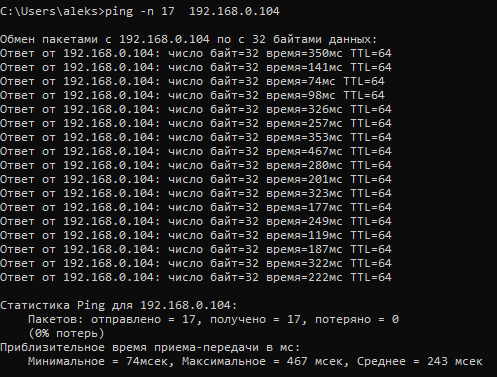 C:\Users\aleks>ping -n 17  192.168.0.104
Обмен пакетами с 192.168.0.104 по с 32 байтами данных:
Ответ от 192.168.0.104: число байт=32 время=350мс TTL=64
Ответ от 192.168.0.104: число байт=32 время=141мс TTL=64
Ответ от 192.168.0.104: число байт=32 время=74мс TTL=64
Ответ от 192.168.0.104: число байт=32 время=98мс TTL=64
Ответ от 192.168.0.104: число байт=32 время=326мс TTL=64
Ответ от 192.168.0.104: число байт=32 время=257мс TTL=64
Ответ от 192.168.0.104: число байт=32 время=353мс TTL=64
Ответ от 192.168.0.104: число байт=32 время=467мс TTL=64
Ответ от 192.168.0.104: число байт=32 время=280мс TTL=64
Ответ от 192.168.0.104: число байт=32 время=201мс TTL=64
Ответ от 192.168.0.104: число байт=32 время=323мс TTL=64
Ответ от 192.168.0.104: число байт=32 время=177мс TTL=64
Ответ от 192.168.0.104: число байт=32 время=249мс TTL=64
Ответ от 192.168.0.104: число байт=32 время=119мс TTL=64
Ответ от 192.168.0.104: число байт=32 время=187мс TTL=64
Ответ от 192.168.0.104: число байт=32 время=322мс TTL=64
Ответ от 192.168.0.104: число байт=32 время=222мс TTL=64
Статистика Ping для 192.168.0.104:
Пакетов: отправлено = 17, получено = 17, потеряно = 0
(0% потерь)
Приблизительное время приема-передачи в мс:
Минимальное = 74мсек, Максимальное = 467 мсек, Среднее = 243 мсек